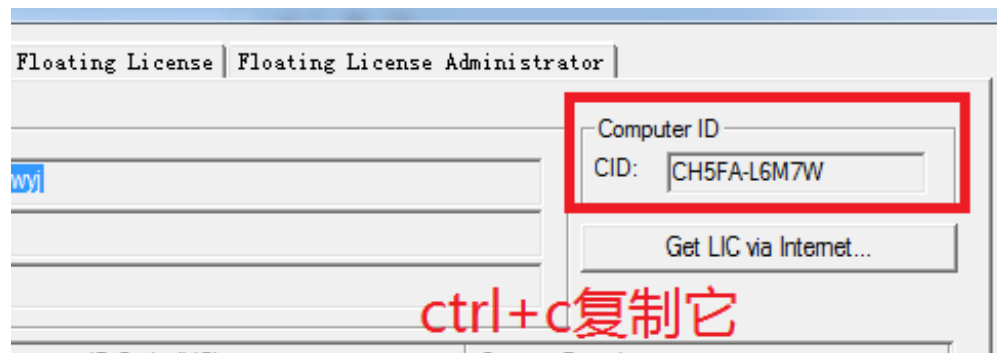 Floating License Floating License Administrator
Computer ID
CID: CH5FA-L6M7W
wyj
Get LIC via Internet...
ctrl+c复制它